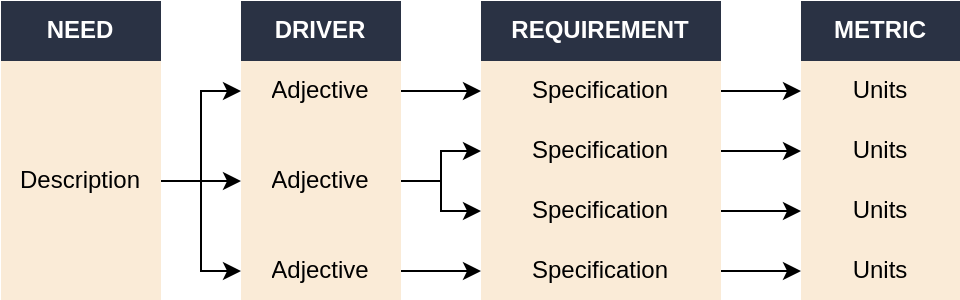 NEED
DRIVER
REQUIREMENT
METRIC
Adjective
Specification
Units
Specification
Units
Description
Adjective
Specification
Units
Adjective
Specification
Units